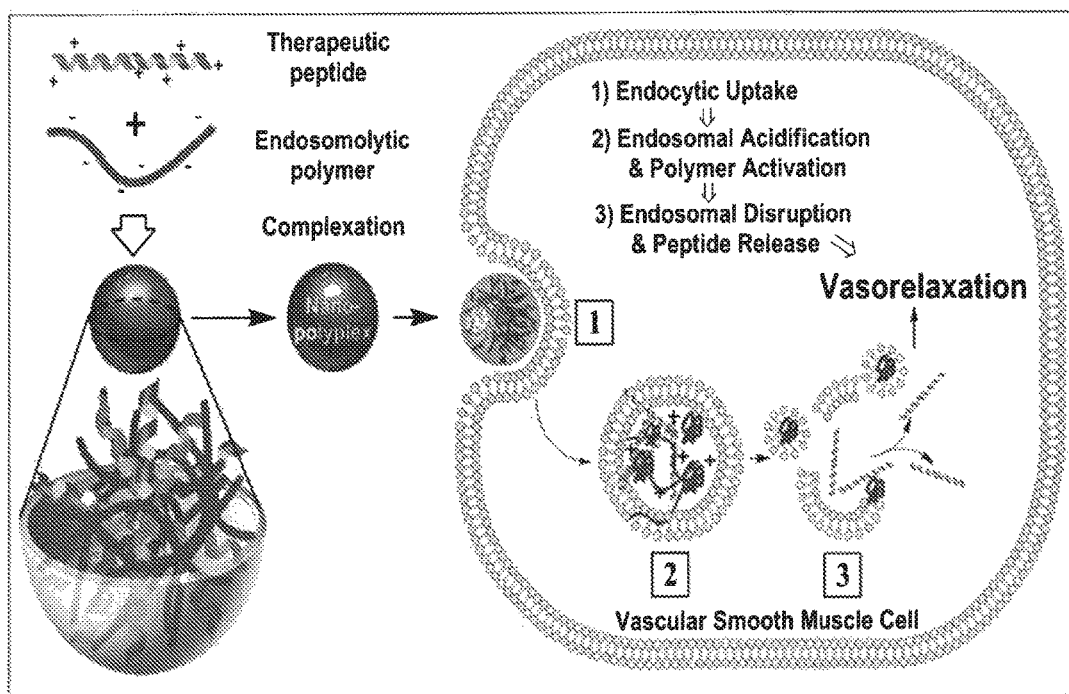 Therapeutic
peptide
+
Endosomolytic
polymer
Complexation
polyplex
1) Endocytic Uptake
2) Endosomal Acidification
& Polymer Activation
3) Endosomal Disruption
& Peptide Release
Vasorelaxation
1
2
3
Vascular Smooth Muscle Cell